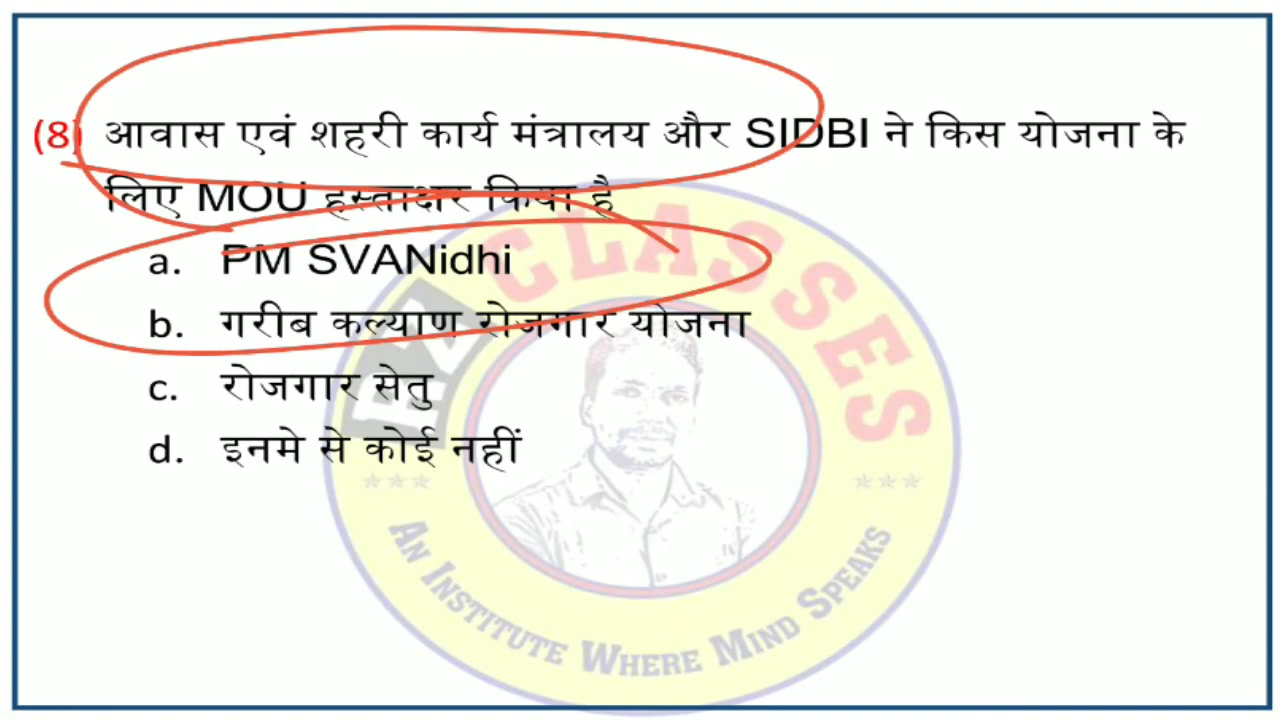 (8) आवास एवं शहरी कार्य मंत्रालय और SIDBI ने किस योजना के
लिए MOU हस्ताक्षर किया है
a. PM SVANidhi
b. गरीब कल्याण रोजगार योजना
c. रोजगार सेतु
d. इनमे से कोई नहीं
RA CLASSES
AN INSTITUTE WHERE MIND SPEAKS